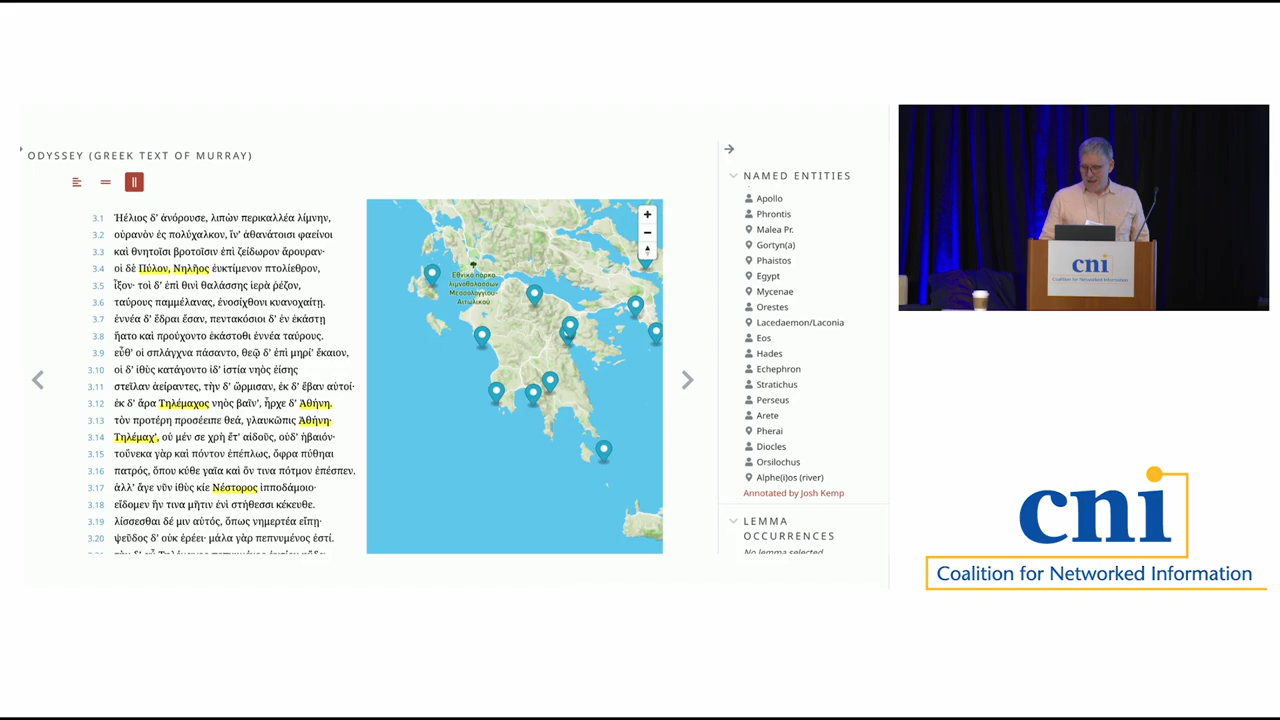 ODYSSEY (GREEK TEXT OF MURRAY)
3.1 Ἠέλιος δ’ ἀνόρουσε, λιπὼν περικαλλέα λίμνην,
3.2 οὐρανὸν ἐς πολύχαλκον, ἵν’ ἀθανάτοισι φαείνοι
3.3 καὶ θνητοῖσι βροτοῖσιν ἐπὶ ζείδωρον ἄρουραν·
3.4 οἱ δὲ Πύλον, Νηλῆος ἐυκτίμενον πτολίεθρον,
3.5 ἷξον· τοὶ δ’ ἐπὶ θινὶ θαλάσσης ἱερὰ ῥέζον,
3.6 ταύρους παμμέλανας, ἐνοσίχθονι κυανοχαίτῃ.
3.7 ἐννέα δ’ ἕδραι ἔσαν, πεντακόσιοι δ’ ἐν ἑκάστῃ
3.8 ἥατο καὶ προύχοντο ἑκάστοθι ἐννέα ταύρους.
3.9 εὖθ’ οἱ σπλάγχνα πάσαντο, θεῷ δ’ ἐπὶ μηρί’ ἔκαιον,
3.10 οἱ δ’ ἰθὺς κατάγοντο ἰδ’ ἱστία νηὸς ἐίσης
3.11 στεῖλαν ἀείραντες, τὴν δ’ ὥρμισαν, ἐκ δ’ ἔβαν αὐτοί·
3.12 ἐκ δ’ ἄρα Τηλέμαχος νηὸς βαῖν’, ἦρχε δ’ Ἀθήνη.
3.13 τὸν προτέρη προσέειπε θεά, γλαυκῶπις Ἀθήνη·
3.14 Τηλέμαχ’, οὐ μέν σε χρὴ ἔτ’ αἰδοῦς, οὐδ’ ἠβαιόν·
3.15 τοὔνεκα γὰρ καὶ πόντον ἐπέπλως, ὄφρα πύθηαι
3.16 πατρός, ὅπου κύθε γαῖα καὶ ὅν τινα πότμον ἐπέσπεν.
3.17 ἀλλ’ ἄγε νῦν ἰθὺς κίε Νέστορος ἱπποδάμοιο·
3.18 εἴδομεν ἥν τινα μῆτιν ἐνὶ στήθεσσι κέκευθε.
3.19 λίσσεσθαι δέ μιν αὐτός, ὅπως νημερτέα εἴπῃ·
3.20 ψεῦδος δ’ οὐκ ἐρέει· μάλα γὰρ πεπνυμένος ἐστί.
Εθνικό πάρκο
λιμνοθαλασσών
Μεσολογγίου-
Αιτωλικού
NAMED ENTITIES
Apollo
Phrontis
Malea Pr.
Gortyn(a)
Phaistos
Egypt
Mycenae
Orestes
Lacedaemon/Laconia
Eos
Hades
Echephron
Stratichus
Perseus
Arete
Pherai
Diocles
Orsilochus
Alphe(i)os (river)
Annotated by Josh Kemp
LEMMA
OCCURRENCES
No lemma selected
cni
Coalition for Networked Information
cni
Coalition for Networked Information